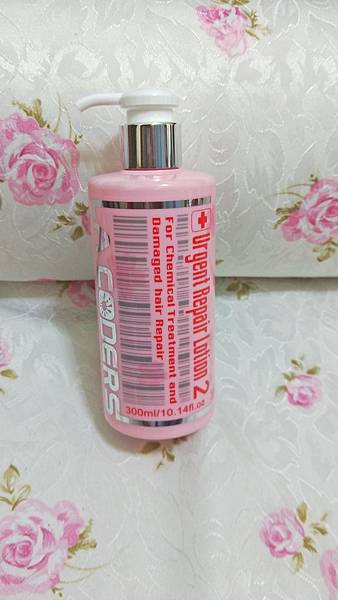 Urgent Repair Lotion 2
For Chemical Treatment and
Damaged hair Repair
A CODERS
300ml/10.14fl.oz